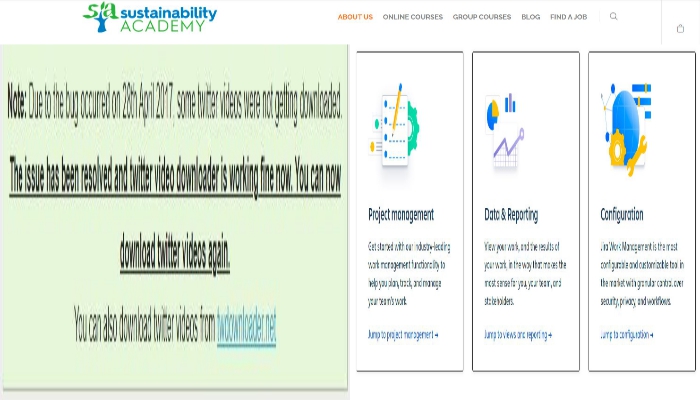 sa sustainability
ACADEMY
ABOUT US ONLINE COURSES GROUP COURSES BLOG FIND A JOB
Note: Due to the bug occurred on 28th April 2017, some twitter videos were not getting downloaded.
The issue has been resolved and twitter video downloader is working fine now. You can now
download twitter videos again.
You can also download twitter videos from twdownloader.net
Project management
Get started with our industry-leading
work management functionality to
help you plan, track, and manage
your team's work.
Jump to project management →
Data & Reporting
View your work, and the results of
your work, in the way that makes the
most sense for you, your team, and
stakeholders.
Jump to views and reporting →
Configuration
Jira Work Management is the most
configurable and customizable tool in
the market with granular control over
security, privacy, and workflows.
Jump to configuration →